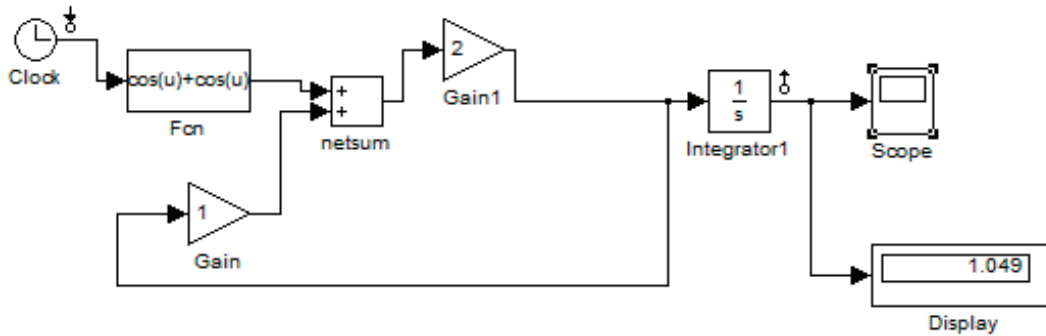 Clock
cos(u)+cos(u)
Fcn
+
+
netsum
2
Gain1
1
s
Integrator1
Scope
1
Gain
1.049
Display